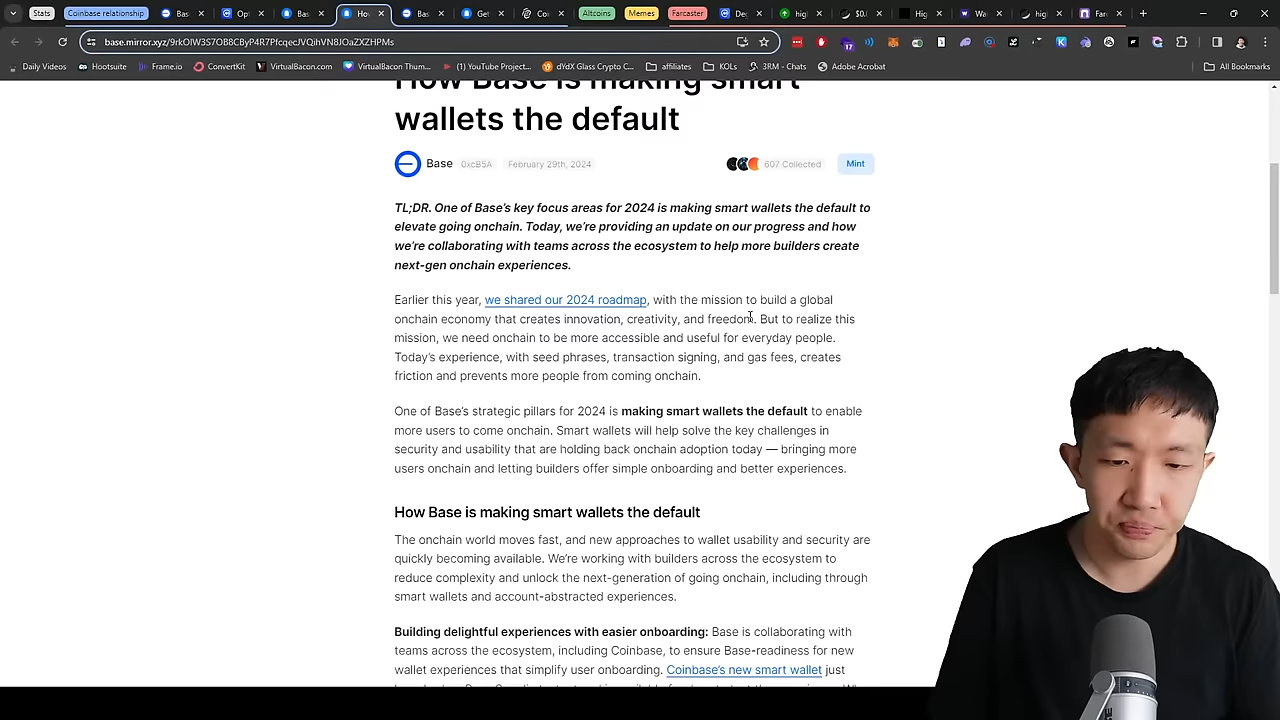 Stats
Coinbase relationship
Bas
Op
Bas
Ho
Bas
Get
Co
Altcoins
Memes
Farcaster
De
hig
$0.
Hig
Wa
hig
Far
base.mirror.xyz/9rkOlW3S7OB8CByP4R7PfcqecJVQihVN8JOaZXZHPMs
Daily Videos
Hootsuite
Frame.io
ConvertKit
VirtualBacon.com
VirtualBacon Thum...
(1) YouTube Project...
dYdX Glass Crypto C...
affiliates
KOLs
3RM - Chats
Adobe Acrobat
All Bookmarks
How Base is making smart
wallets the default
Base 0xcB5A February 29th, 2024 607 Collected Mint
TL;DR. One of Base's key focus areas for 2024 is making smart wallets the default to
elevate going onchain. Today, we're providing an update on our progress and how
we're collaborating with teams across the ecosystem to help more builders create
next-gen onchain experiences.
Earlier this year, we shared our 2024 roadmap, with the mission to build a global
onchain economy that creates innovation, creativity, and freedom. But to realize this
mission, we need onchain to be more accessible and useful for everyday people.
Today's experience, with seed phrases, transaction signing, and gas fees, creates
friction and prevents more people from coming onchain.
One of Base's strategic pillars for 2024 is making smart wallets the default to enable
more users to come onchain. Smart wallets will help solve the key challenges in
security and usability that are holding back onchain adoption today — bringing more
users onchain and letting builders offer simple onboarding and better experiences.
How Base is making smart wallets the default
The onchain world moves fast, and new approaches to wallet usability and security are
quickly becoming available. We're working with builders across the ecosystem to
reduce complexity and unlock the next-generation of going onchain, including through
smart wallets and account-abstracted experiences.
Building delightful experiences with easier onboarding: Base is collaborating with
teams across the ecosystem, including Coinbase, to ensure Base-readiness for new
wallet experiences that simplify user onboarding. Coinbase's new smart wallet just